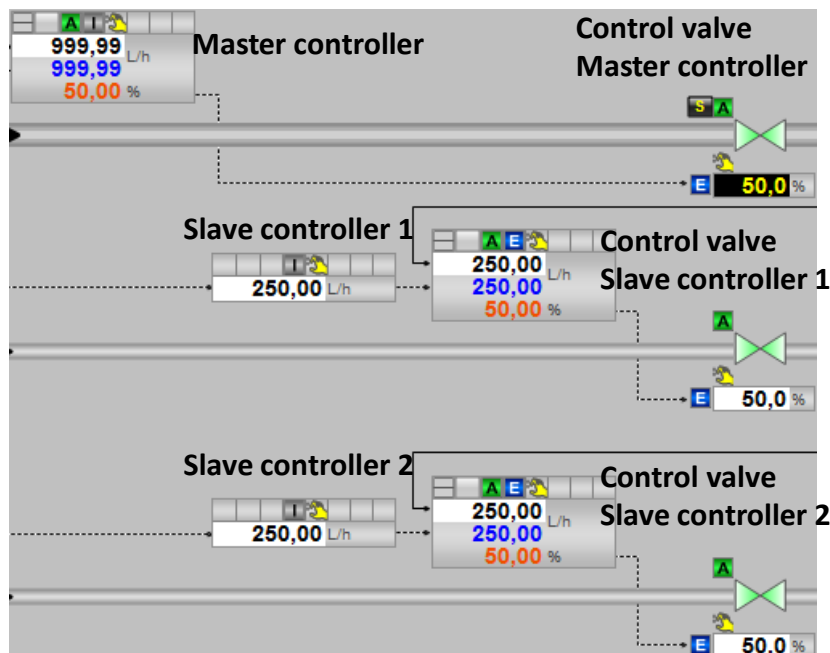 A I
999,99 L/h
999,99
50,00 %
Master controller
Control valve
Master controller
S A
E 50,0 %
Slave controller 1
I
250,00 L/h
A E
250,00 L/h
250,00
50,00 %
Control valve
Slave controller 1
A
E 50,0 %
Slave controller 2
I
250,00 L/h
A E
250,00 L/h
250,00
50,00 %
Control valve
Slave controller 2
A
E 50,0 %